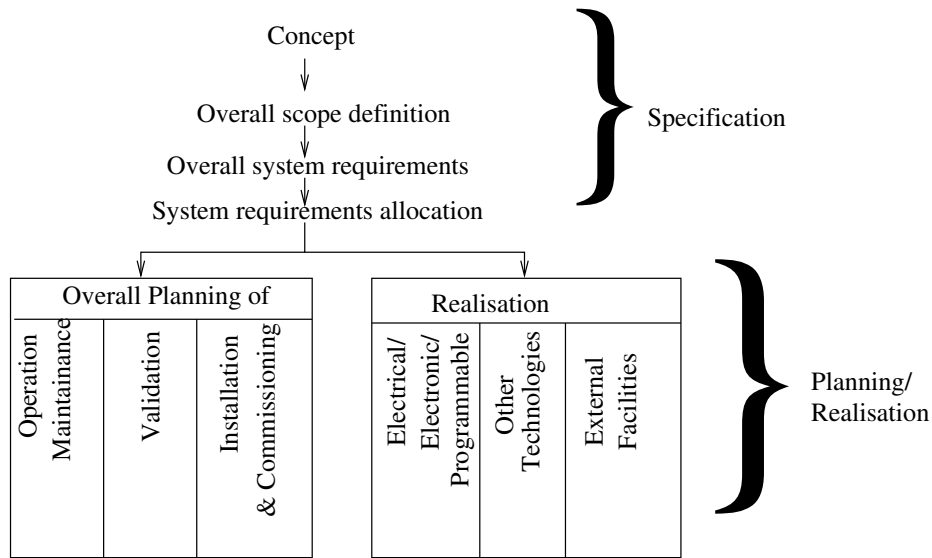 Concept
Overall scope definition
Overall system requirements
System requirements allocation
Specification
Overall Planning of
Operation
Maintainance
Validation
Installation
& Commissioning
Realisation
Electrical/
Electronic/
Programmable
Other
Technologies
External
Facilities
Planning/
Realisation